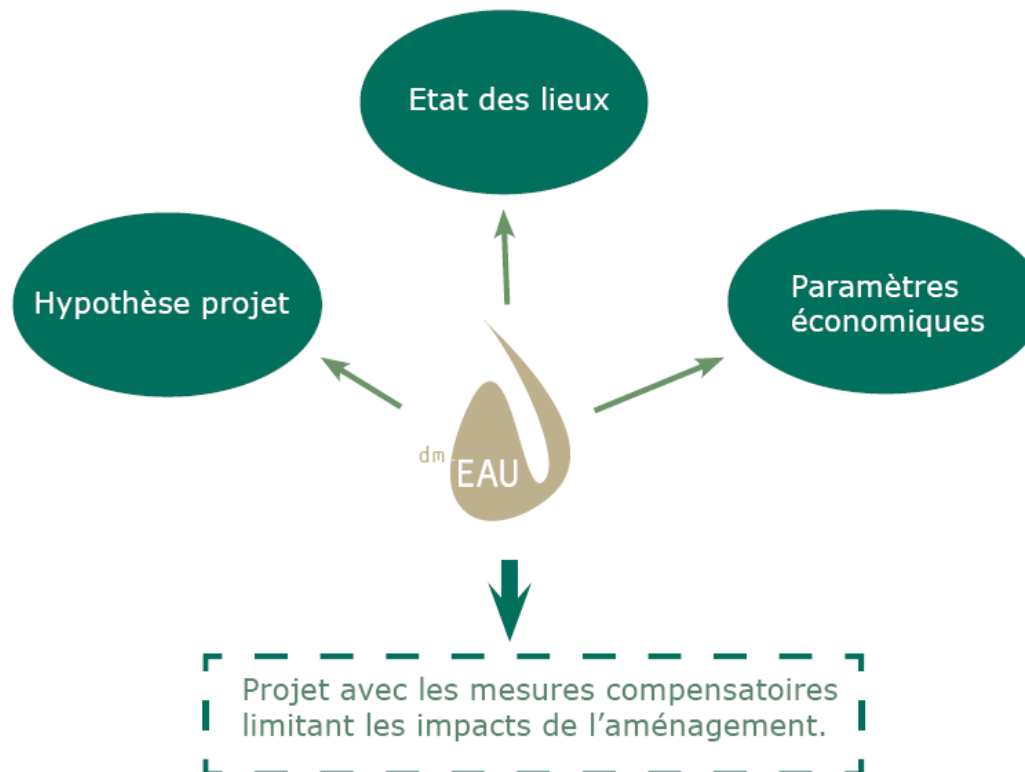 Etat des lieux
Hypothèse projet
Paramètres
économiques
dm EAU
Projet avec les mesures compensatoires
limitant les impacts de l’aménagement.